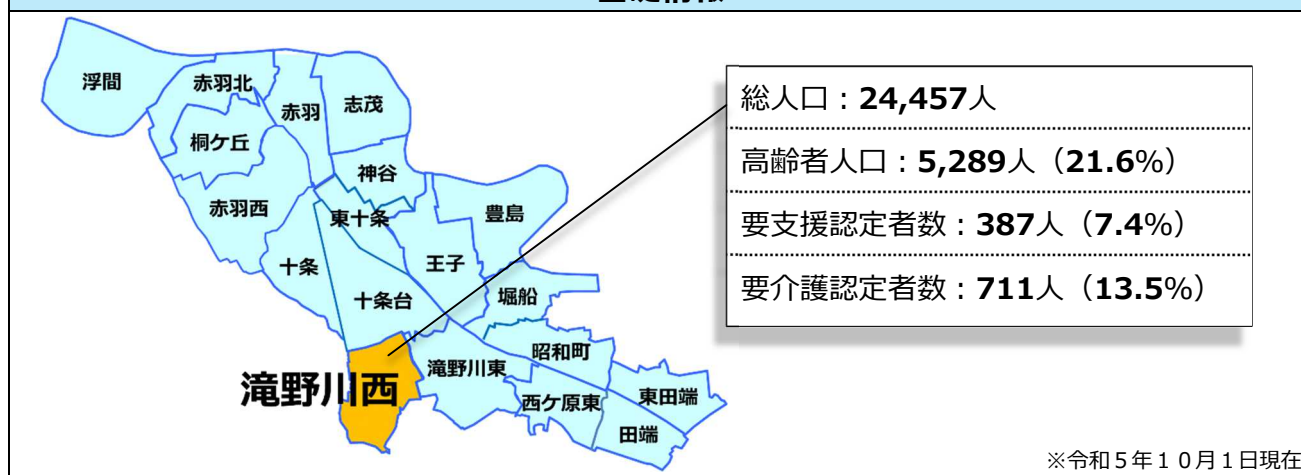 浮間
赤羽北
赤羽
志茂
桐ケ丘
神谷
赤羽西
東十条
豊島
十条
王子
十条台
堀船
滝野川西
滝野川東
昭和町
西ケ原東
東田端
田端
総人口：24,457人
高齢者人口：5,289人（21.6%）
要支援認定者数：387人（7.4%）
要介護認定者数：711人（13.5%）
※令和５年１０月１日現在